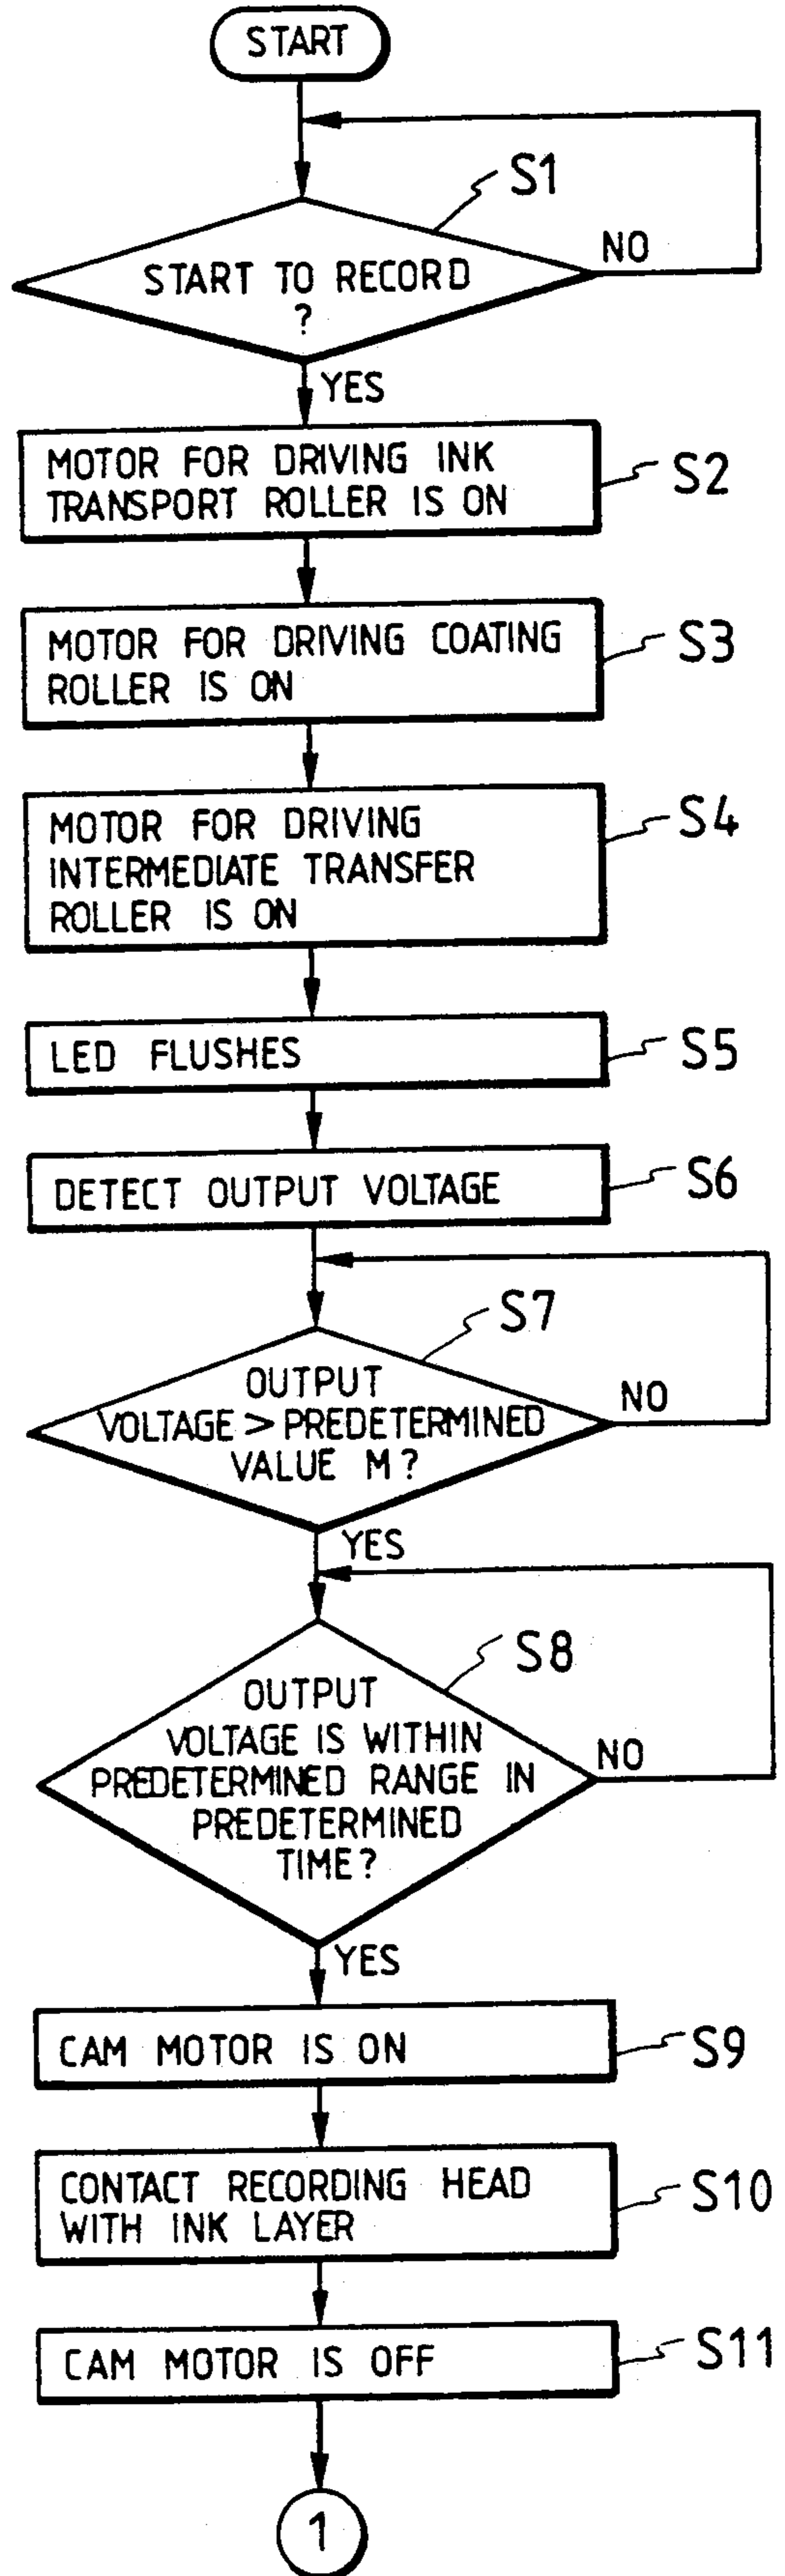 START
S1
START TO RECORD
?
NO
YES
MOTOR FOR DRIVING INK
TRANSPORT ROLLER IS ON
S2
MOTOR FOR DRIVING COATING
ROLLER IS ON
S3
MOTOR FOR DRIVING
INTERMEDIATE TRANSFER
ROLLER IS ON
S4
LED FLUSHES
S5
DETECT OUTPUT VOLTAGE
S6
S7
OUTPUT
VOLTAGE > PREDETERMINED
VALUE M?
NO
YES
S8
OUTPUT
VOLTAGE IS WITHIN
PREDETERMINED RANGE IN
PREDETERMINED
TIME?
NO
YES
CAM MOTOR IS ON
S9
CONTACT RECORDING HEAD
WITH INK LAYER
S10
CAM MOTOR IS OFF
S11
1